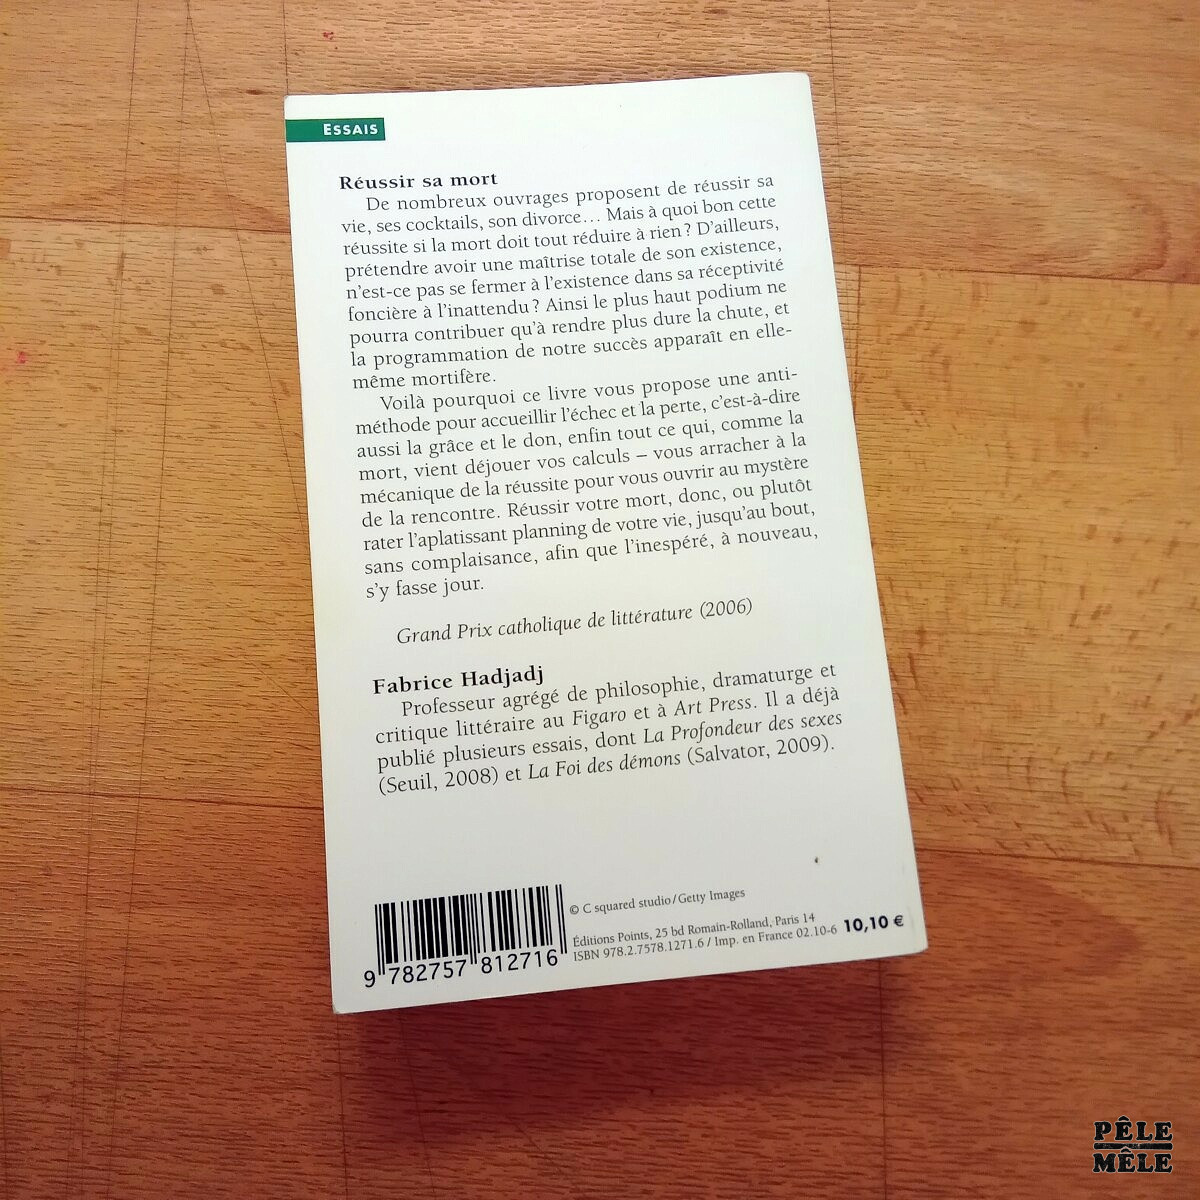 ESSAIS
Réussir sa mort
De nombreux ouvrages proposent de réussir sa
vie, ses cocktails, son divorce… Mais à quoi bon cette
réussite si la mort doit tout réduire à rien ? D'ailleurs,
prétendre avoir une maîtrise totale de son existence,
n'est-ce pas se fermer à l'existence dans sa réceptivité
foncière à l'inattendu ? Ainsi le plus haut podium ne
pourra contribuer qu'à rendre plus dure la chute, et
la programmation de notre succès apparaît en elle-
même mortifère.
Voilà pourquoi ce livre vous propose une anti-
méthode pour accueillir l'échec et la perte, c'est-à-dire
aussi la grâce et le don, enfin tout ce qui, comme la
mort, vient déjouer vos calculs – vous arracher à la
mécanique de la réussite pour vous ouvrir au mystère
de la rencontre. Réussir votre mort, donc, ou plutôt
rater l'aplatissant planning de votre vie, jusqu'au bout,
sans complaisance, afin que l'inespéré, à nouveau,
s'y fasse jour.
Grand Prix catholique de littérature (2006)
Fabrice Hadjadj
Professeur agrégé de philosophie, dramaturge et
critique littéraire au Figaro et à Art Press. Il a déjà
publié plusieurs essais, dont La Profondeur des sexes
(Seuil, 2008) et La Foi des démons (Salvator, 2009).
© C squared studio / Getty Images
Éditions Points, 25 bd Romain-Rolland, Paris 14
ISBN 978.2.7578.1271.6 / Imp. en France 02.10-6 10,10 €
9 782757 812716
PÊLE
MÊLE